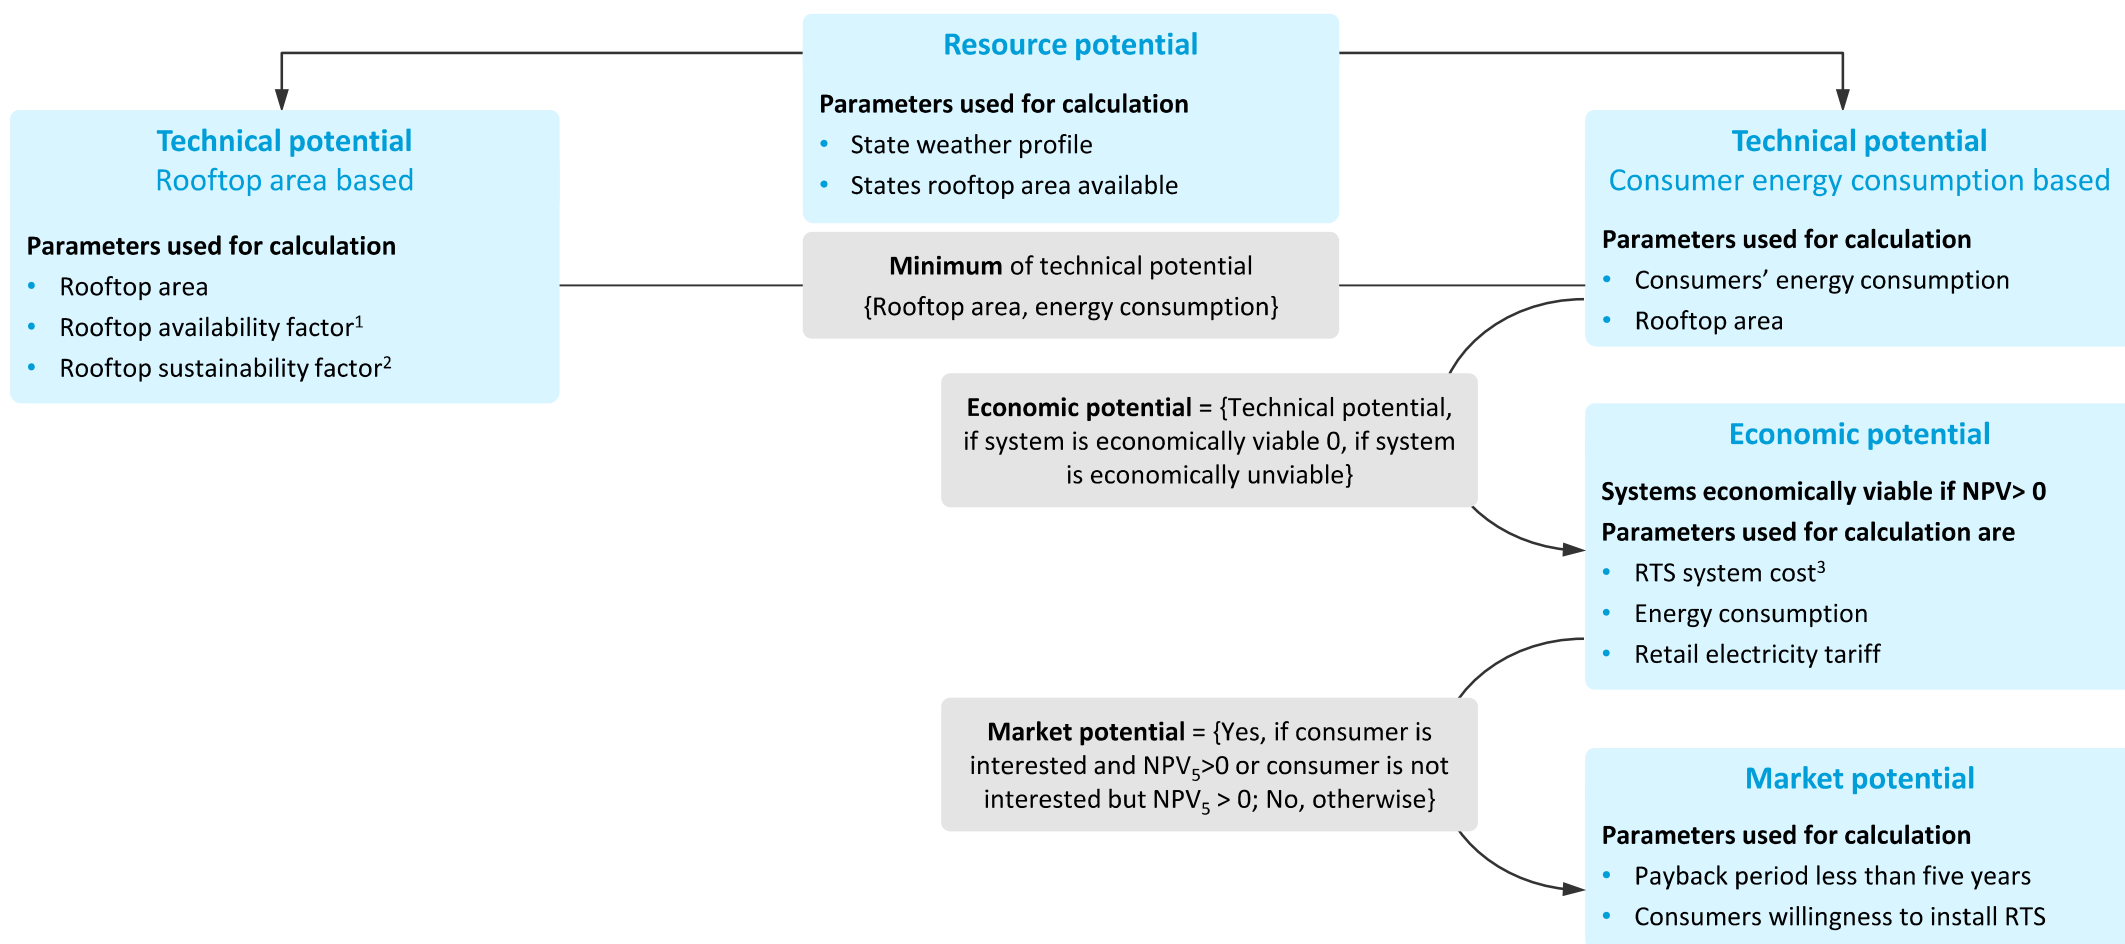 Resource potential
Parameters used for calculation
• State weather profile
• States rooftop area available
Technical potential
Rooftop area based
Parameters used for calculation
• Rooftop area
• Rooftop availability factor¹
• Rooftop sustainability factor²
Minimum of technical potential
{Rooftop area, energy consumption}
Technical potential
Consumer energy consumption based
Parameters used for calculation
• Consumers’ energy consumption
• Rooftop area
Economic potential = {Technical potential,
if system is economically viable 0, if system
is economically unviable}
Economic potential
Systems economically viable if NPV> 0
Parameters used for calculation are
• RTS system cost³
• Energy consumption
• Retail electricity tariff
Market potential = {Yes, if consumer is
interested and NPV₅>0 or consumer is not
interested but NPV₅ > 0; No, otherwise}
Market potential
Parameters used for calculation
• Payback period less than five years
• Consumers willingness to install RTS